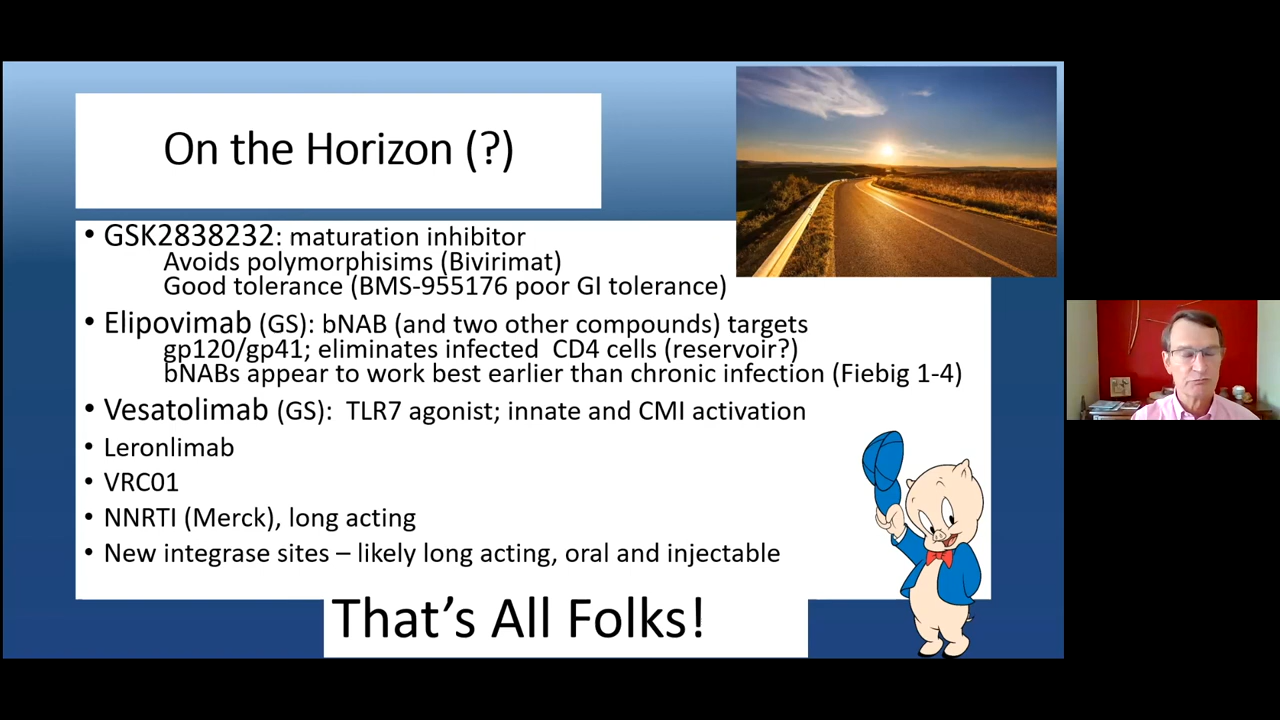 On the Horizon (?)
• GSK2838232: maturation inhibitor
Avoids polymorphisims (Bivirimat)
Good tolerance (BMS-955176 poor GI tolerance)
• Elipovimab (GS): bNAB (and two other compounds) targets
gp120/gp41; eliminates infected CD4 cells (reservoir?)
bNABs appear to work best earlier than chronic infection (Fiebig 1-4)
• Vesatolimab (GS): TLR7 agonist; innate and CMI activation
• Leronlimab
• VRC01
• NNRTI (Merck), long acting
• New integrase sites – likely long acting, oral and injectable
That's All Folks!